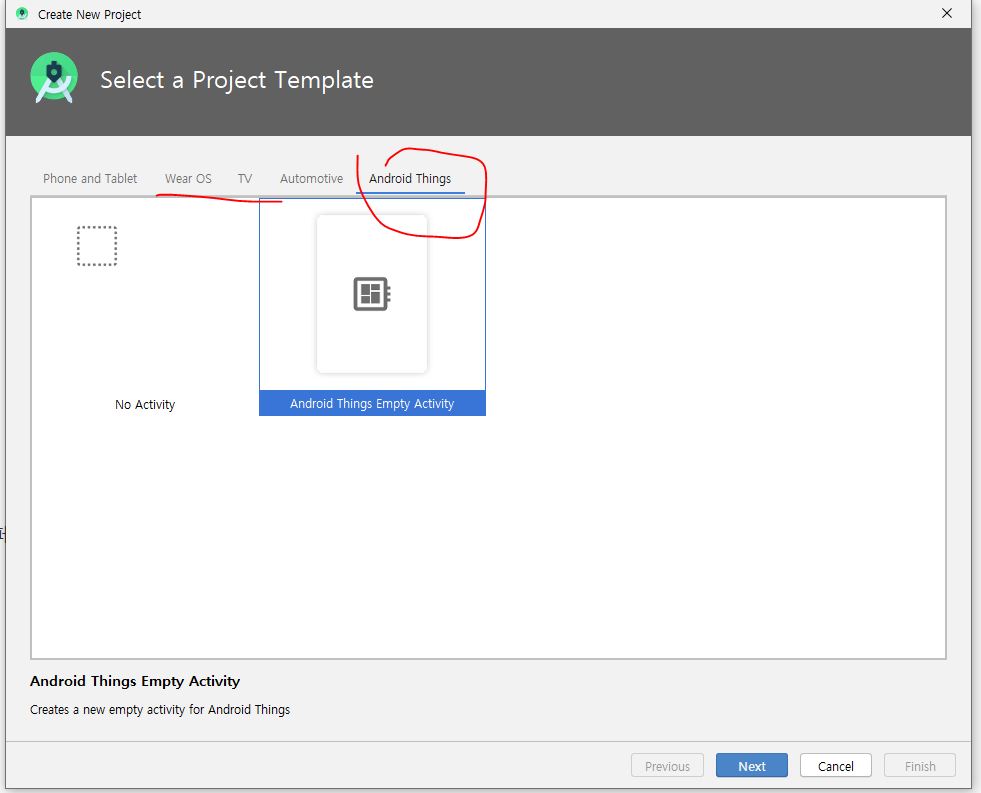 Create New Project
Select a Project Template
Phone and Tablet Wear OS TV Automotive Android Things
No Activity
Android Things Empty Activity
Android Things Empty Activity
Creates a new empty activity for Android Things
Previous Next Cancel Finish